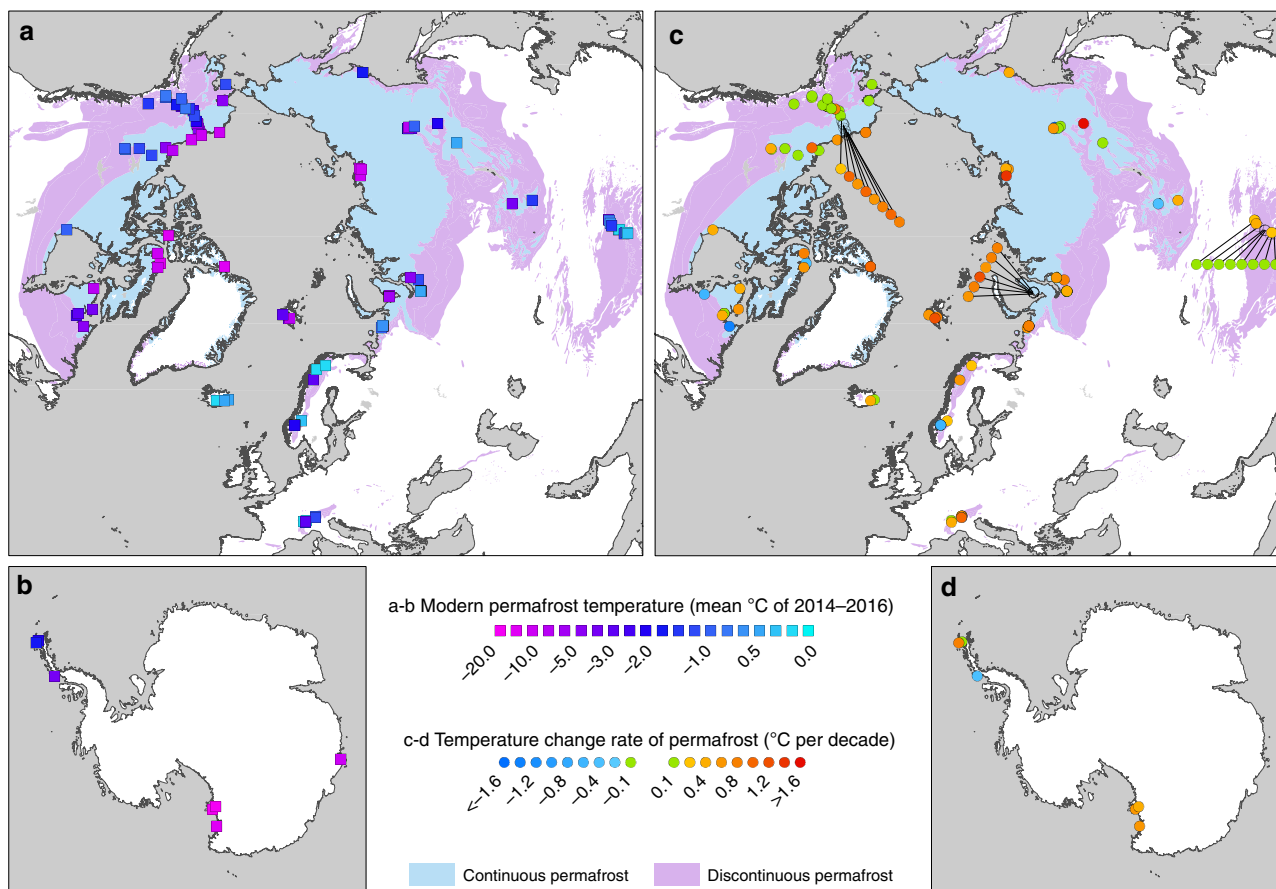 a
c
b
d
a-b Modern permafrost temperature (mean °C of 2014–2016)
−20.0 −10.0 −5.0 −3.0 −2.0 −1.0 0.5 0.0
c-d Temperature change rate of permafrost (°C per decade)
<−1.6 −1.2 −0.8 −0.4 −0.1 0.1 0.4 0.8 1.2 >1.6
Continuous permafrost Discontinuous permafrost